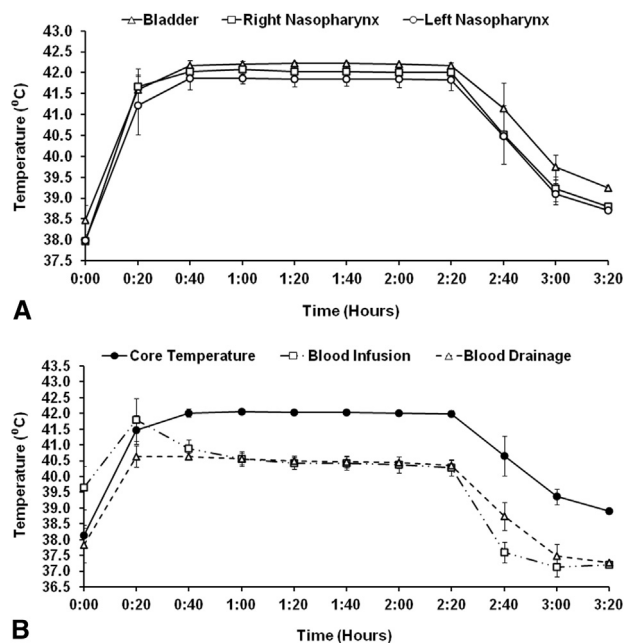 Bladder Right Nasopharynx Left Nasopharynx
43.0
42.5
42.0
41.5
41.0
40.5
40.0
39.5
39.0
38.5
38.0
37.5
Temperature (⁰C)
0:00 0:20 0:40 1:00 1:20 1:40 2:00 2:20 2:40 3:00 3:20
Time (Hours)
A
Core Temperature Blood Infusion Blood Drainage
43.5
43.0
42.5
42.0
41.5
41.0
40.5
40.0
39.5
39.0
38.5
38.0
37.5
37.0
36.5
Temperature (⁰C)
0:00 0:20 0:40 1:00 1:20 1:40 2:00 2:20 2:40 3:00 3:20
Time (Hours)
B